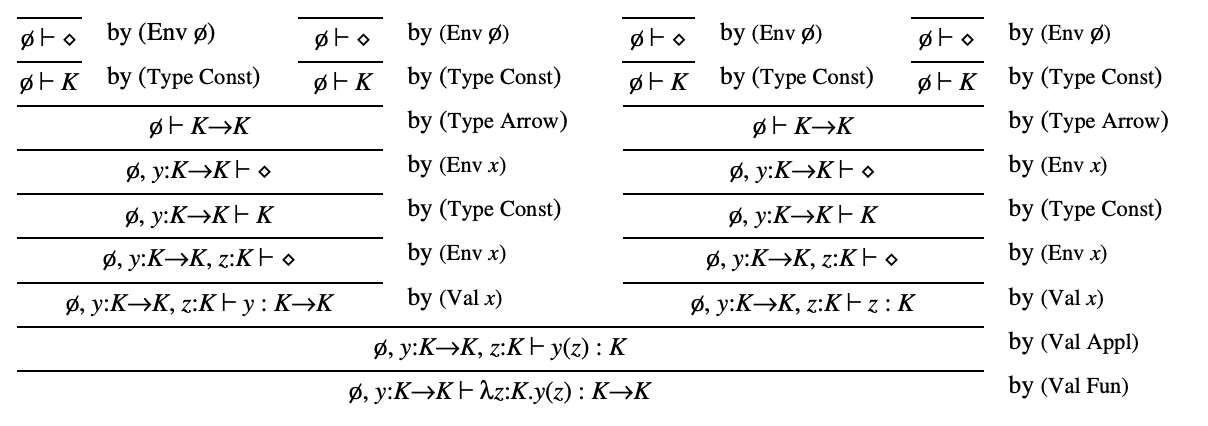 ø ⊢ ⋄ by (Env ø) ø ⊢ ⋄ by (Env ø) ø ⊢ ⋄ by (Env ø) ø ⊢ ⋄ by (Env ø)
ø ⊢ K by (Type Const) ø ⊢ K by (Type Const) ø ⊢ K by (Type Const) ø ⊢ K by (Type Const)
ø ⊢ K→K by (Type Arrow) ø ⊢ K→K by (Type Arrow)
ø, y:K→K ⊢ ⋄ by (Env x) ø, y:K→K ⊢ ⋄ by (Env x)
ø, y:K→K ⊢ K by (Type Const) ø, y:K→K ⊢ K by (Type Const)
ø, y:K→K, z:K ⊢ ⋄ by (Env x) ø, y:K→K, z:K ⊢ ⋄ by (Env x)
ø, y:K→K, z:K ⊢ y : K→K by (Val x) ø, y:K→K, z:K ⊢ z : K by (Val x)
ø, y:K→K, z:K ⊢ y(z) : K by (Val Appl)
ø, y:K→K ⊢ λz:K.y(z) : K→K by (Val Fun)